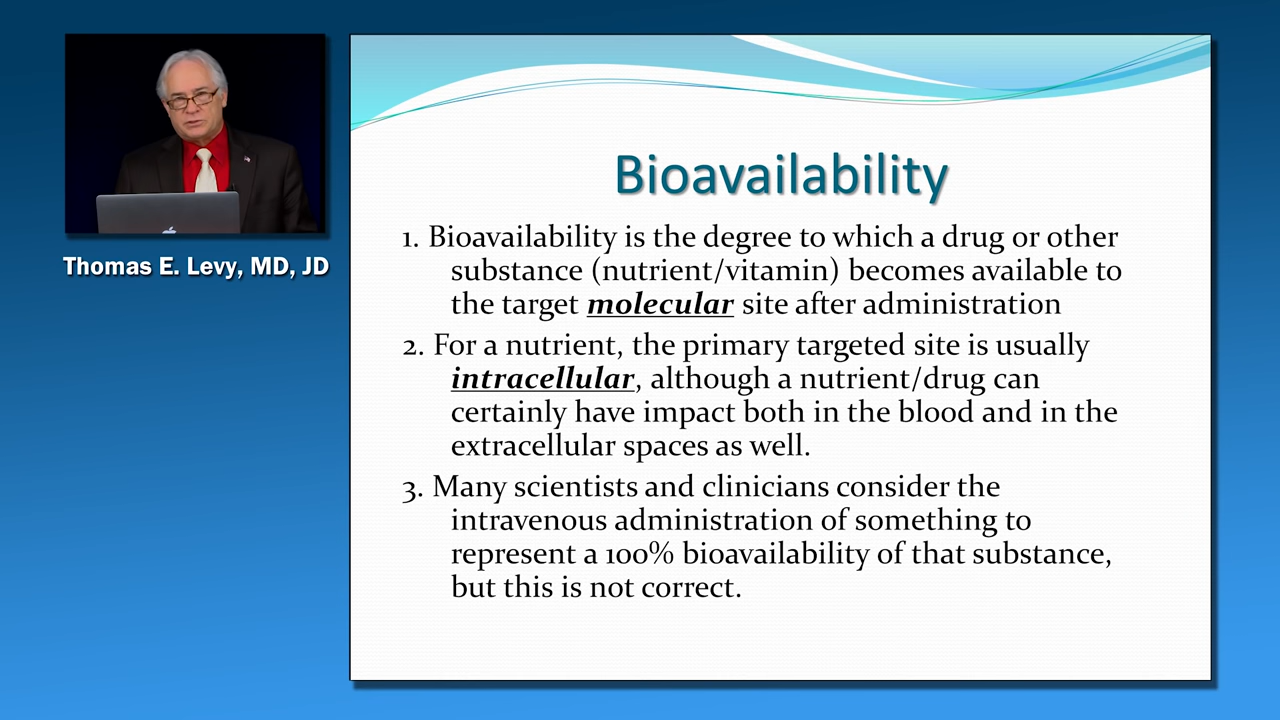 Thomas E. Levy, MD, JD
Bioavailability
1. Bioavailability is the degree to which a drug or other
substance (nutrient/vitamin) becomes available to
the target molecular site after administration
2. For a nutrient, the primary targeted site is usually
intracellular, although a nutrient/drug can
certainly have impact both in the blood and in the
extracellular spaces as well.
3. Many scientists and clinicians consider the
intravenous administration of something to
represent a 100% bioavailability of that substance,
but this is not correct.